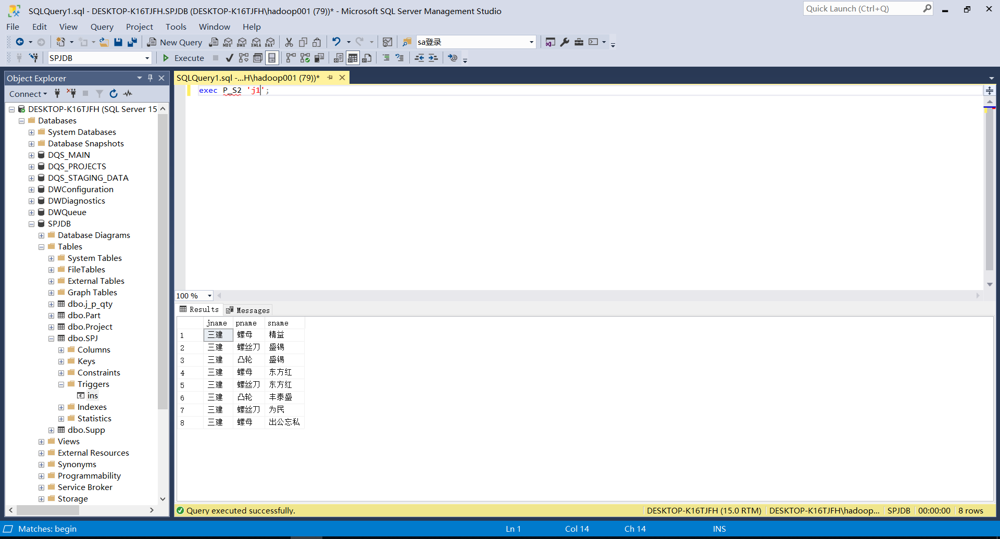 SQLQuery1.sql - DESKTOP-K16TJFH.SPJDB (DESKTOP-K16TJFH\hadoop001 (79))* - Microsoft SQL Server Management Studio
Quick Launch (Ctrl+Q)
File Edit View Query Project Tools Window Help
New Query MDX DMX XMLA DAX sa登录
SPJDB Execute
Object Explorer
Connect
DESKTOP-K16TJFH (SQL Server 15
Databases
System Databases
Database Snapshots
DQS_MAIN
DQS_PROJECTS
DQS_STAGING_DATA
DWConfiguration
DWDiagnostics
DWQueue
SPJDB
Database Diagrams
Tables
System Tables
FileTables
External Tables
Graph Tables
dbo.j_p_qty
dbo.Part
dbo.Project
dbo.SPJ
Columns
Keys
Constraints
Triggers
ins
Indexes
Statistics
dbo.Supp
Views
External Resources
Synonyms
Programmability
Service Broker
Storage
SQLQuery1.sql -...H\hadoop001 (79))*
exec P_S2 'j1';
100 %
Results Messages
jname pname sname
1 三建 螺母 精益
2 三建 螺丝刀 盛锡
3 三建 凸轮 盛锡
4 三建 螺母 东方红
5 三建 螺丝刀 东方红
6 三建 凸轮 丰泰盛
7 三建 螺丝刀 为民
8 三建 螺母 出公忘私
Query executed successfully. DESKTOP-K16TJFH (15.0 RTM) DESKTOP-K16TJFH\hadoop... SPJDB 00:00:00 8 rows
Matches: begin Ln 1 Col 14 Ch 14 INS